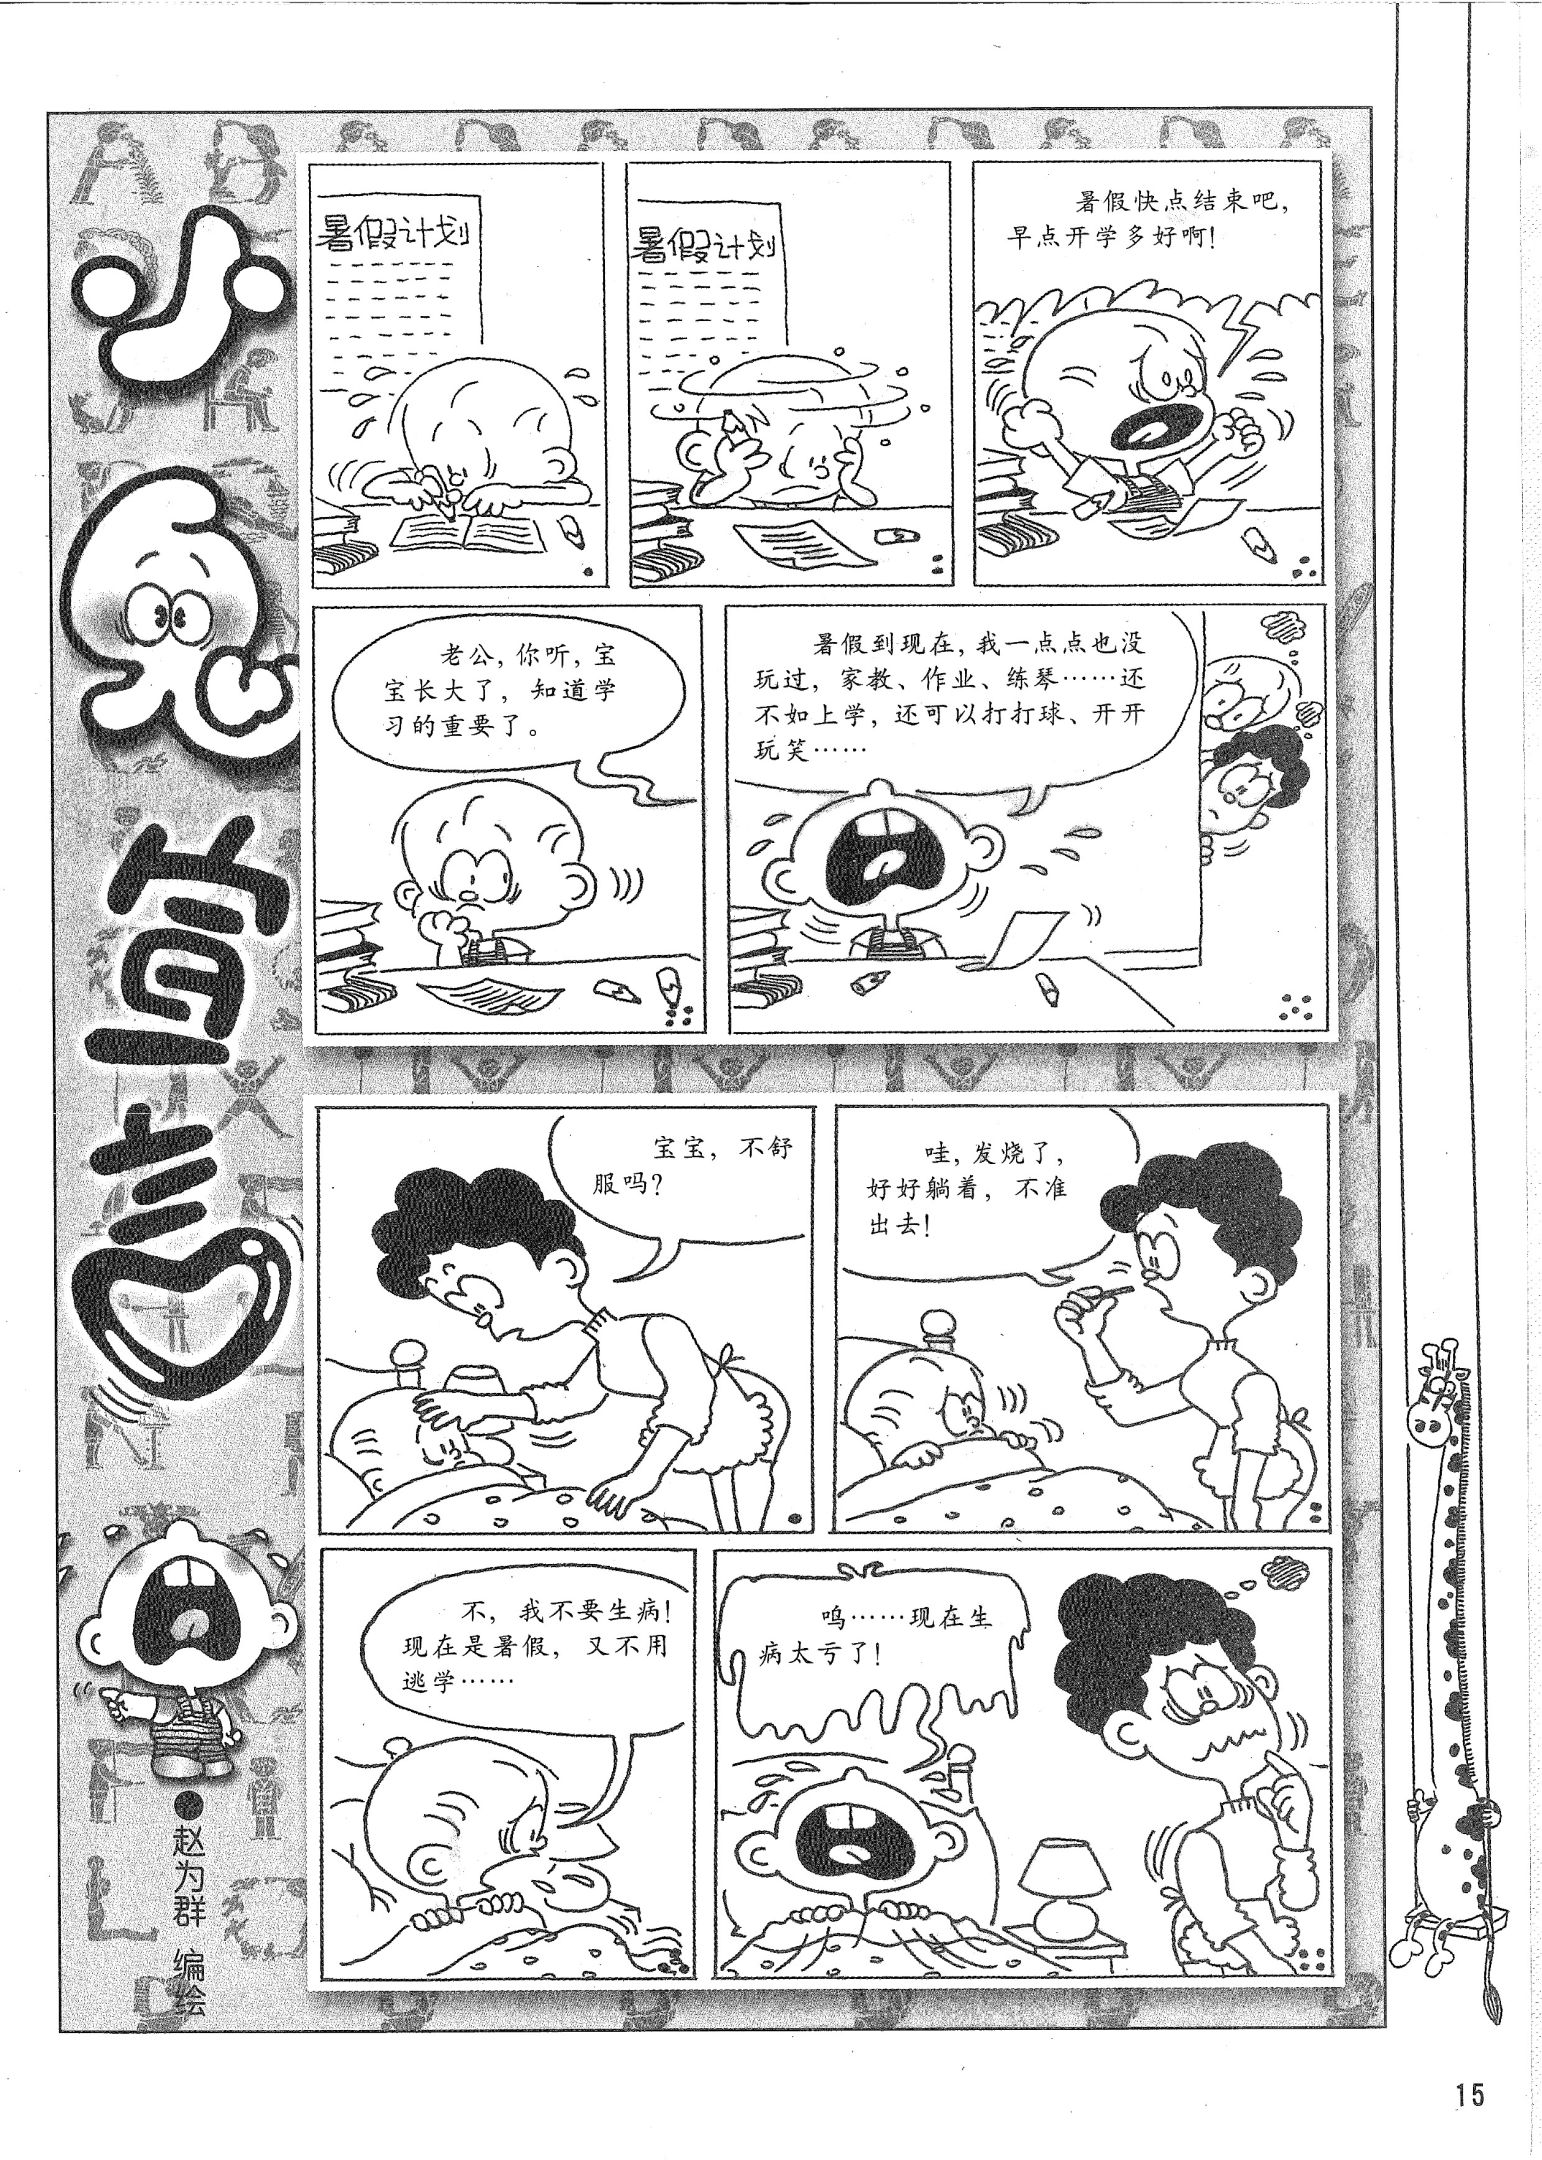 小鬼宣言
●赵为群 编绘
暑假计划
暑假计划
暑假快点结束吧，
早点开学多好啊！
老公，你听，宝
宝长大了，知道学
习的重要了。
暑假到现在，我一点点也没
玩过，家教、作业、练琴……还
不如上学，还可以打打球、开开
玩笑……
宝宝，不舒
服吗？
哇，发烧了，
好好躺着，不准
出去！
不，我不要生病！
现在是暑假，又不用
逃学……
呜……现在生
病太亏了！
15